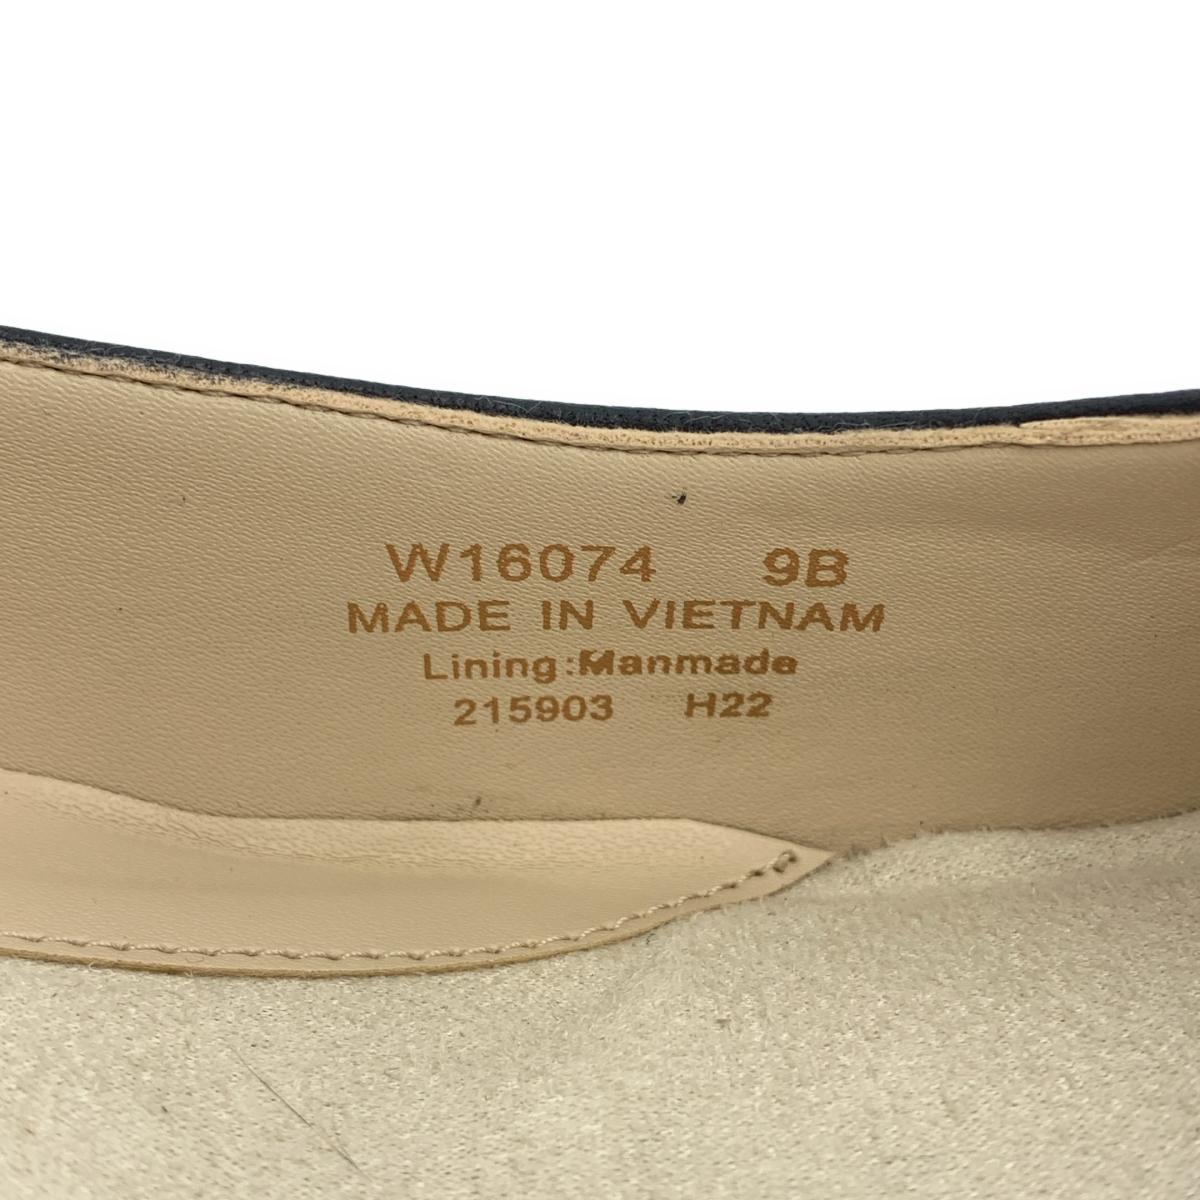 W16074 9B
MADE IN VIETNAM
Lining:Manmade
215903 H22